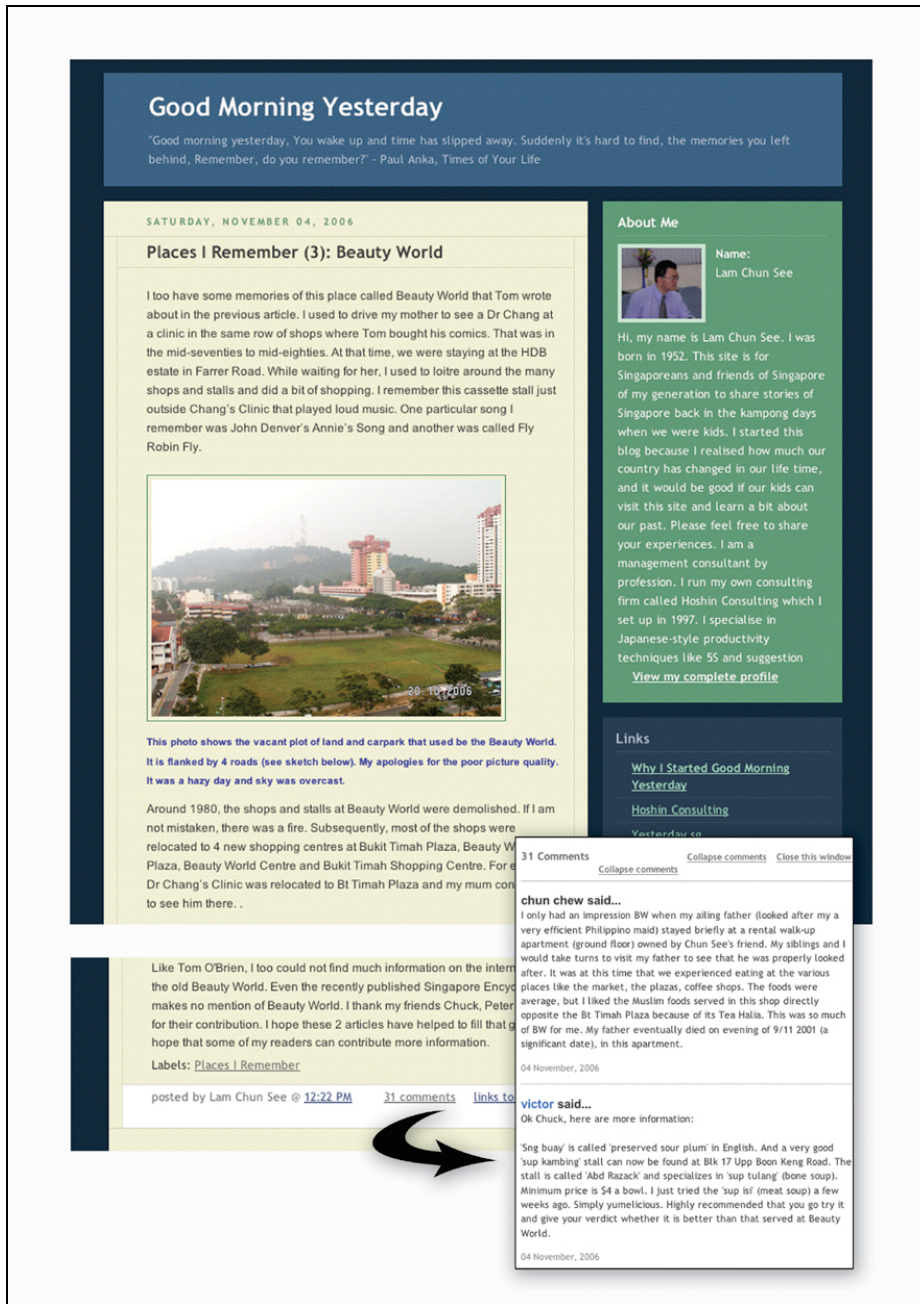 Good Morning Yesterday
"Good morning yesterday, You wake up and time has slipped away. Suddenly it's hard to find, the memories you left
behind, Remember, do you remember?" - Paul Anka, Times of Your Life
SATURDAY, NOVEMBER 04, 2006
Places I Remember (3): Beauty World
I too have some memories of this place called Beauty World that Tom wrote
about in the previous article. I used to drive my mother to see a Dr Chang at
a clinic in the same row of shops where Tom bought his comics. That was in
the mid-seventies to mid-eighties. At that time, we were staying at the HDB
estate in Farrer Road. While waiting for her, I used to loitre around the many
shops and stalls and did a bit of shopping. I remember this cassette stall just
outside Chang's Clinic that played loud music. One particular song I
remember was John Denver's Annie's Song and another was called Fly
Robin Fly.
20 10 2006
This photo shows the vacant plot of land and carpark that used be the Beauty World.
It is flanked by 4 roads (see sketch below). My apologies for the poor picture quality.
It was a hazy day and sky was overcast.
Around 1980, the shops and stalls at Beauty World were demolished. If I am
not mistaken, there was a fire. Subsequently, most of the shops were
relocated to 4 new shopping centres at Bukit Timah Plaza, Beauty W
Plaza, Beauty World Centre and Bukit Timah Shopping Centre. For e
Dr Chang's Clinic was relocated to Bt Timah Plaza and my mum con
to see him there. .
Like Tom O'Brien, I too could not find much information on the intern
the old Beauty World. Even the recently published Singapore Encyc
makes no mention of Beauty World. I thank my friends Chuck, Peter
for their contribution. I hope these 2 articles have helped to fill that g
hope that some of my readers can contribute more information.
Labels: Places I Remember
posted by Lam Chun See @ 12:22 PM 31 comments links to
About Me
Name:
Lam Chun See
Hi, my name is Lam Chun See. I was
born in 1952. This site is for
Singaporeans and friends of Singapore
of my generation to share stories of
Singapore back in the kampong days
when we were kids. I started this
blog because I realised how much our
country has changed in our life time,
and it would be good if our kids can
visit this site and learn a bit about
our past. Please feel free to share
your experiences. I am a
management consultant by
profession. I run my own consulting
firm called Hoshin Consulting which I
set up in 1997. I specialise in
Japanese-style productivity
techniques like 5S and suggestion
View my complete profile
Links
Why I Started Good Morning
Yesterday
Hoshin Consulting
Yesterday.sg
31 Comments Collapse comments Close this window
Collapse comments
chun chew said...
I only had an impression BW when my ailing father (looked after my a
very efficient Philippino maid) stayed briefly at a rental walk-up
apartment (ground floor) owned by Chun See's friend. My siblings and I
would take turns to visit my father to see that he was properly looked
after. It was at this time that we experienced eating at the various
places like the market, the plazas, coffee shops. The foods were
average, but I liked the Muslim foods served in this shop directly
opposite the Bt Timah Plaza because of its Tea Halia. This was so much
of BW for me. My father eventually died on evening of 9/11 2001 (a
significant date), in this apartment.
04 November, 2006
victor said...
Ok Chuck, here are more information:
'Sng buay' is called 'preserved sour plum' in English. And a very good
'sup kambing' stall can now be found at Blk 17 Upp Boon Keng Road. The
stall is called 'Abd Razack' and specializes in 'sup tulang' (bone soup).
Minimum price is $4 a bowl. I just tried the 'sup isi' (meat soup) a few
weeks ago. Simply yumelicious. Highly recommended that you go try it
and give your verdict whether it is better than that served at Beauty
World.
04 November, 2006